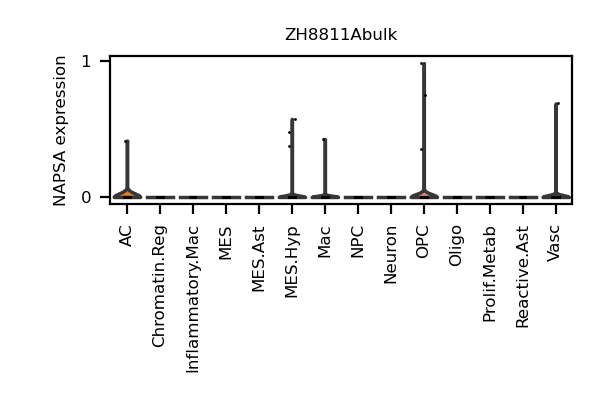 ZH8811Abulk
NAPSA expression
1
0
AC
Chromatin.Reg
Inflammatory.Mac
MES
MES.Ast
MES.Hyp
Mac
NPC
Neuron
OPC
Oligo
Prolif.Metab
Reactive.Ast
Vasc